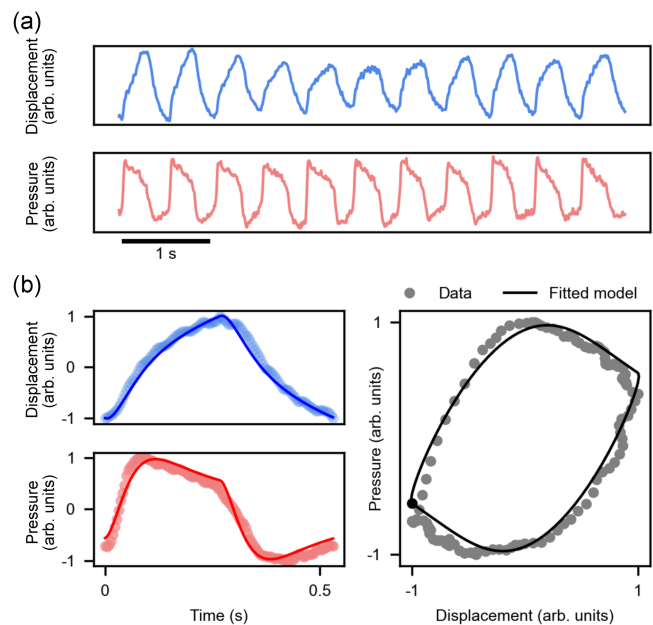 (a)
Displacement
(arb. units)
Pressure
(arb. units)
1 s
(b)
Data
Fitted model
Displacement
(arb. units)
1
0
-1
Pressure
(arb. units)
1
0
-1
0
0.5
Time (s)
Pressure (arb. units)
1
-1
-1
1
Displacement (arb. units)